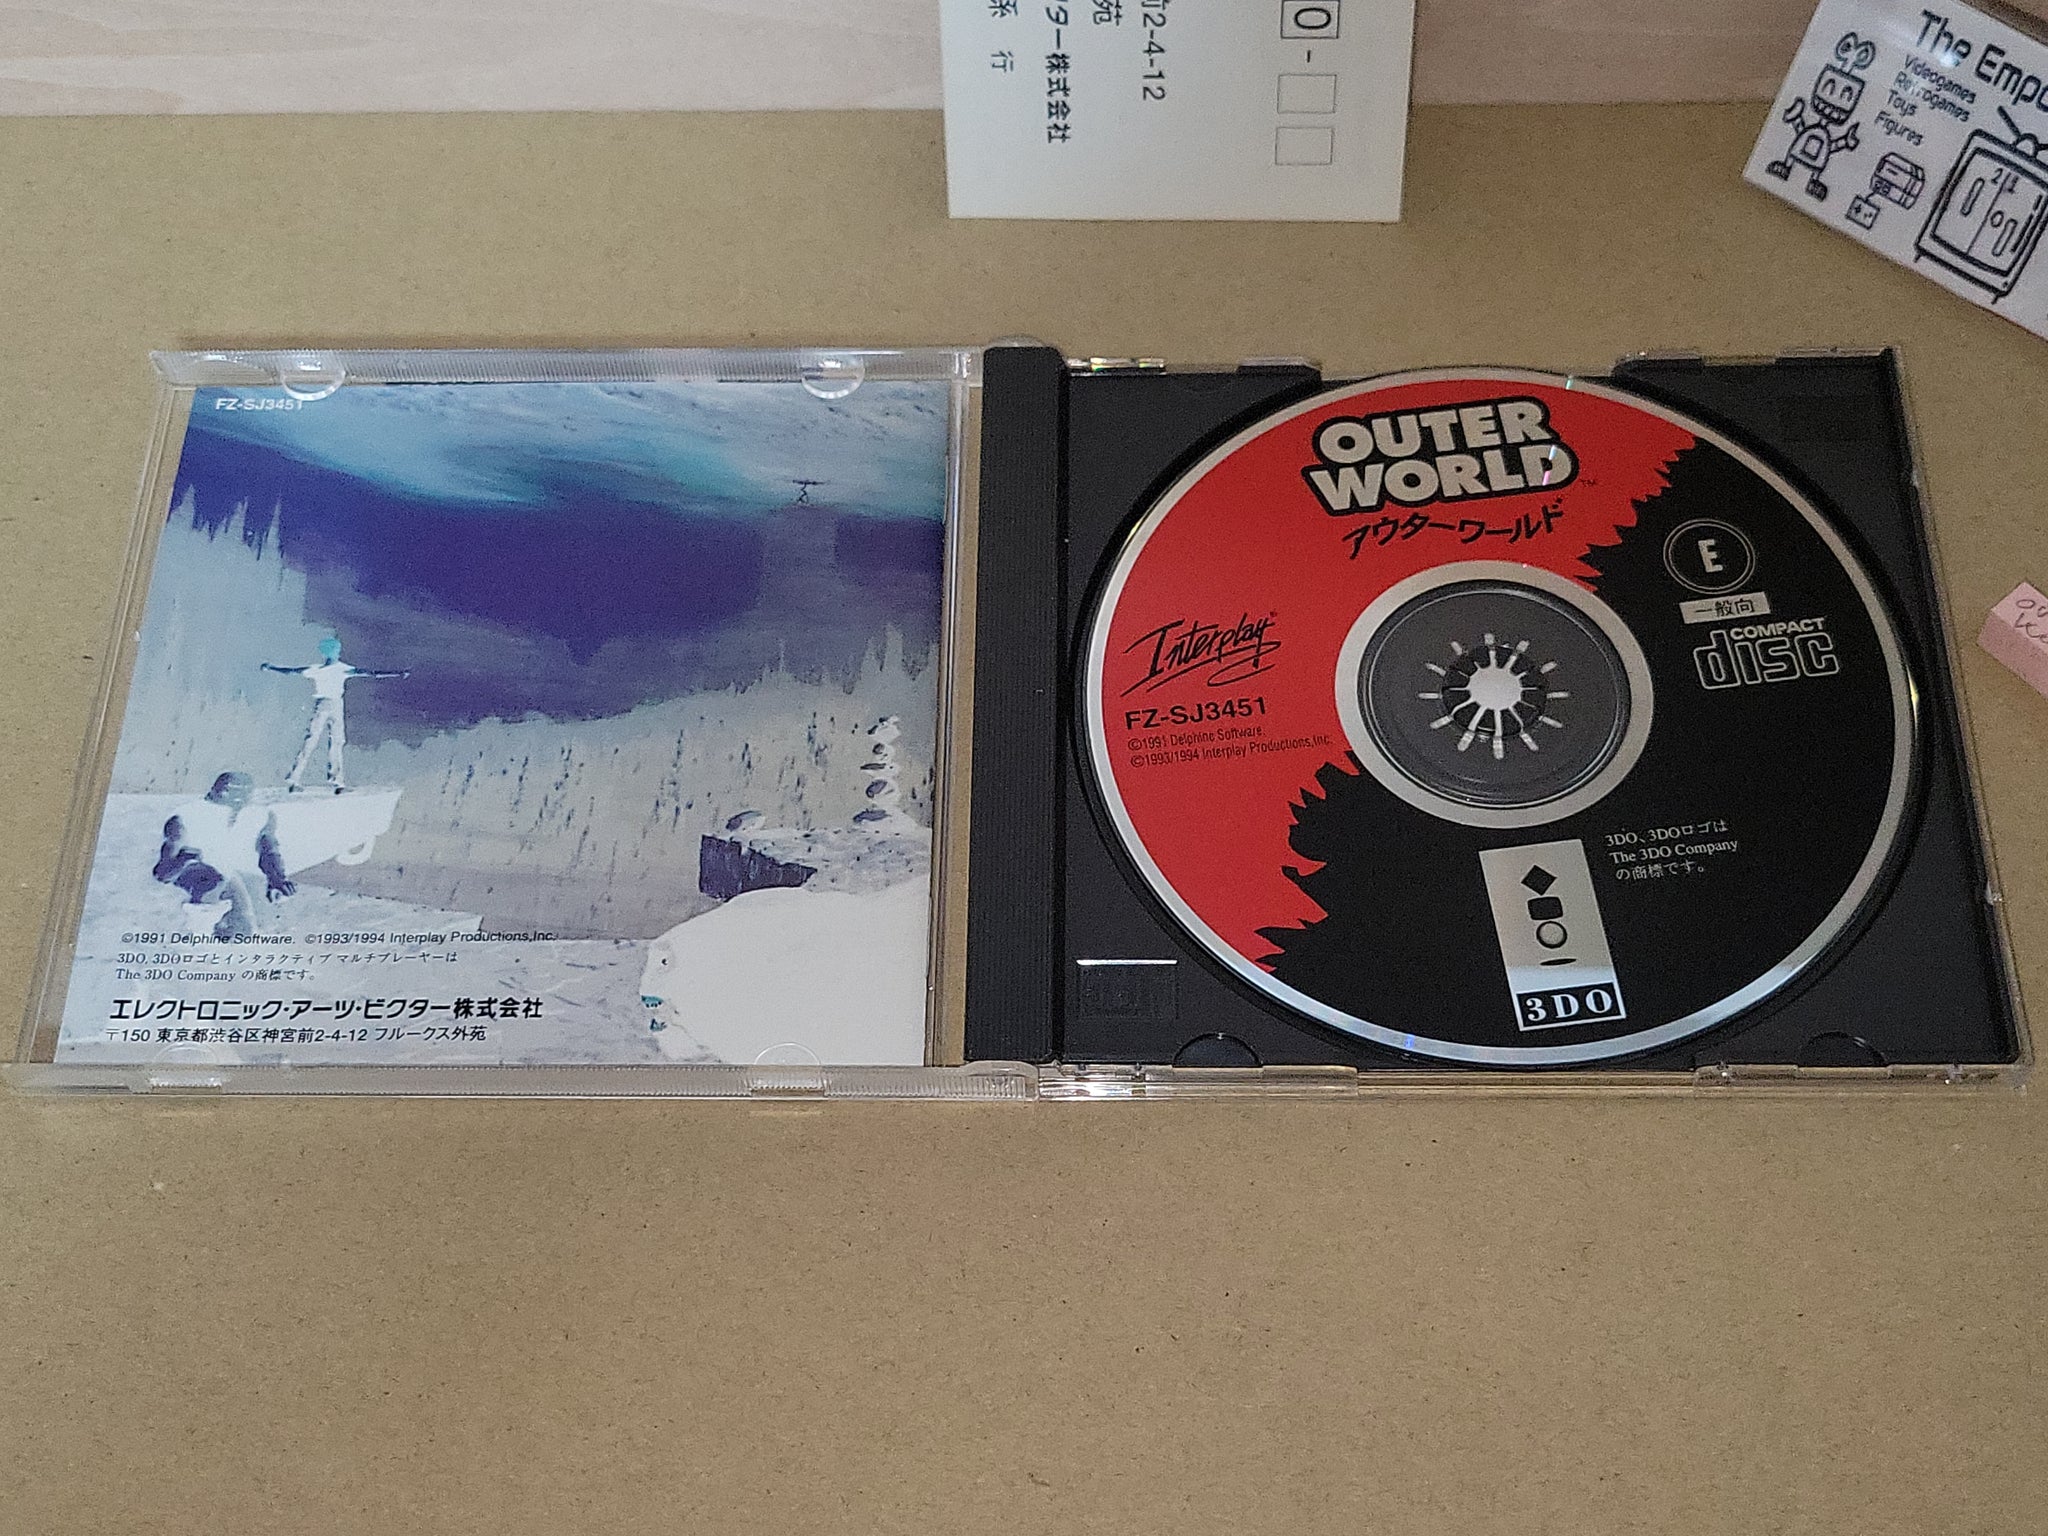 0 -
前2-4-12
苑
ター株式会社
係 行
The Empo
Videogames
Retrogames
Toys
Figures
FZ-SJ3451
©1991 Delphine Software. ©1993/1994 Interplay Productions,Inc.
3DO、3DOロゴとインタラクティブ マルチプレーヤーは
The 3DO Company の商標です。
エレクトロニック・アーツ・ビクター株式会社
〒150 東京都渋谷区神宮前2-4-12 フルークス外苑
OUTER
WORLD™
アウターワールド
E
一般向
COMPACT
disc
Interplay
FZ-SJ3451
©1991 Delphine Software.
©1993/1994 Interplay Productions,Inc.
3DO、3DOロゴは
The 3DO Company
の商標です。
3DO